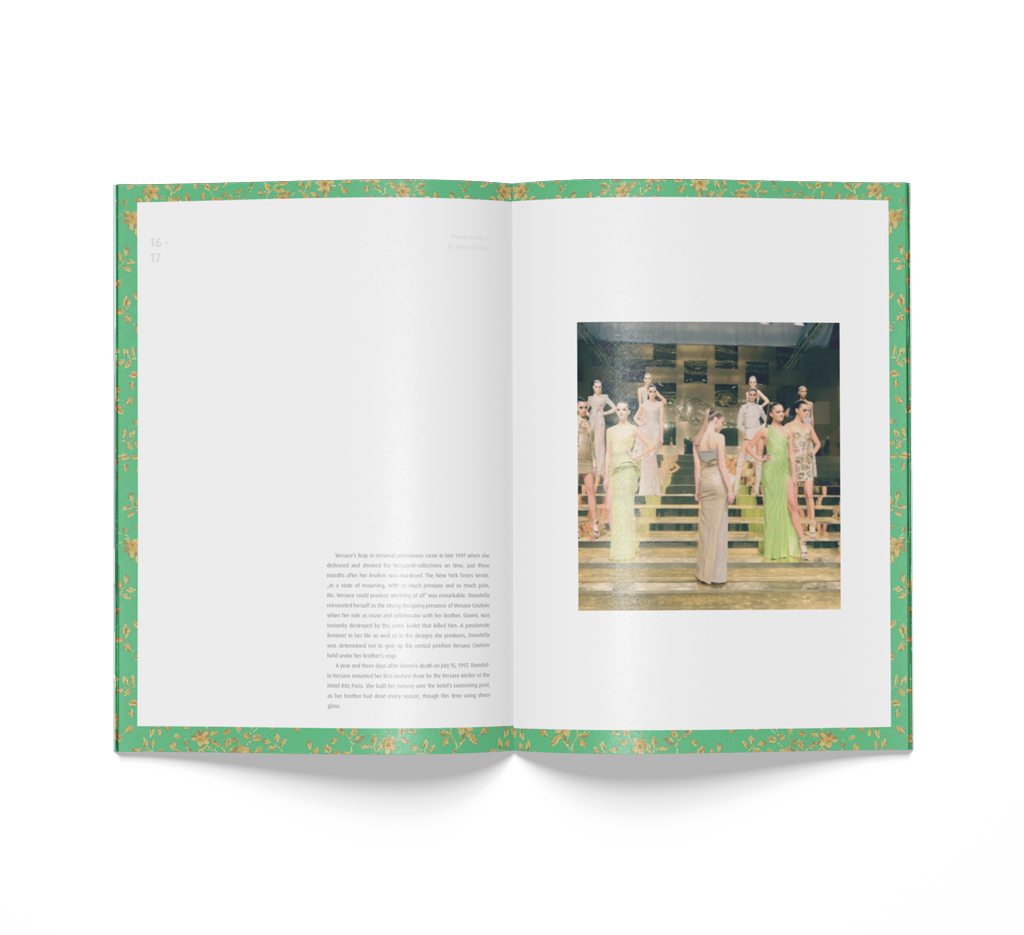 16 -
17
Versace's leap to national prominence came in late 1997 when she
delivered and showed the Versace collections on time, just three
months after her brother was murdered. The New York Times wrote,
„in a state of mourning, with so much pressure and so much pain,
Ms. Versace could produce anything at all" was remarkable. Donatella
reinvented herself as the strong designing presence of Versace Couture
when her role as muse and collaborator with her brother, Gianni, was
instantly destroyed by the same bullet that killed him. A passionate
feminist in her life as well as in the designs she produces, Donatella
was determined not to give up the coveted position Versace Couture
held under her brother's reign.
A year and three days after Gianni's death on July 15, 1997, Donatel-
la Versace mounted her first couture show for the Versace Atelier at the
Hôtel Ritz Paris. She built her runway over the hotel's swimming pool,
as her brother had done every season, though this time using sheer
glass.